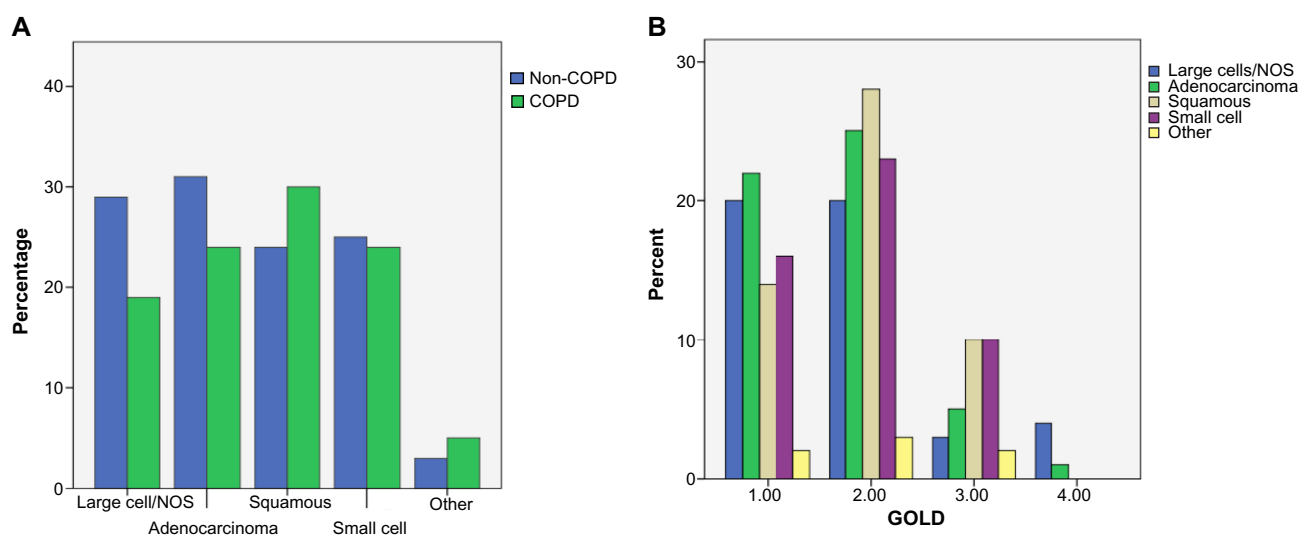 A
Percentage
40
30
20
10
0
Large cell/NOS
Adenocarcinoma
Squamous
Small cell
Other
Non-COPD
COPD
B
Percent
30
20
10
0
1.00
2.00
3.00
4.00
GOLD
Large cells/NOS
Adenocarcinoma
Squamous
Small cell
Other